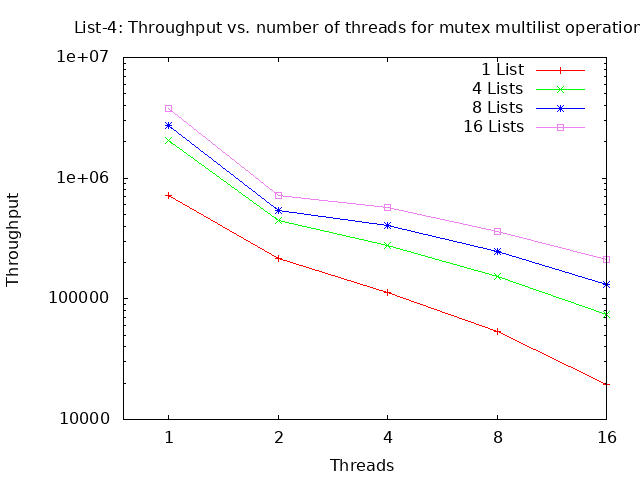 List-4: Throughput vs. number of threads for mutex multilist operation
1e+07
1e+06
100000
10000
Throughput
1 List
4 Lists
8 Lists
16 Lists
1 2 4 8 16
Threads